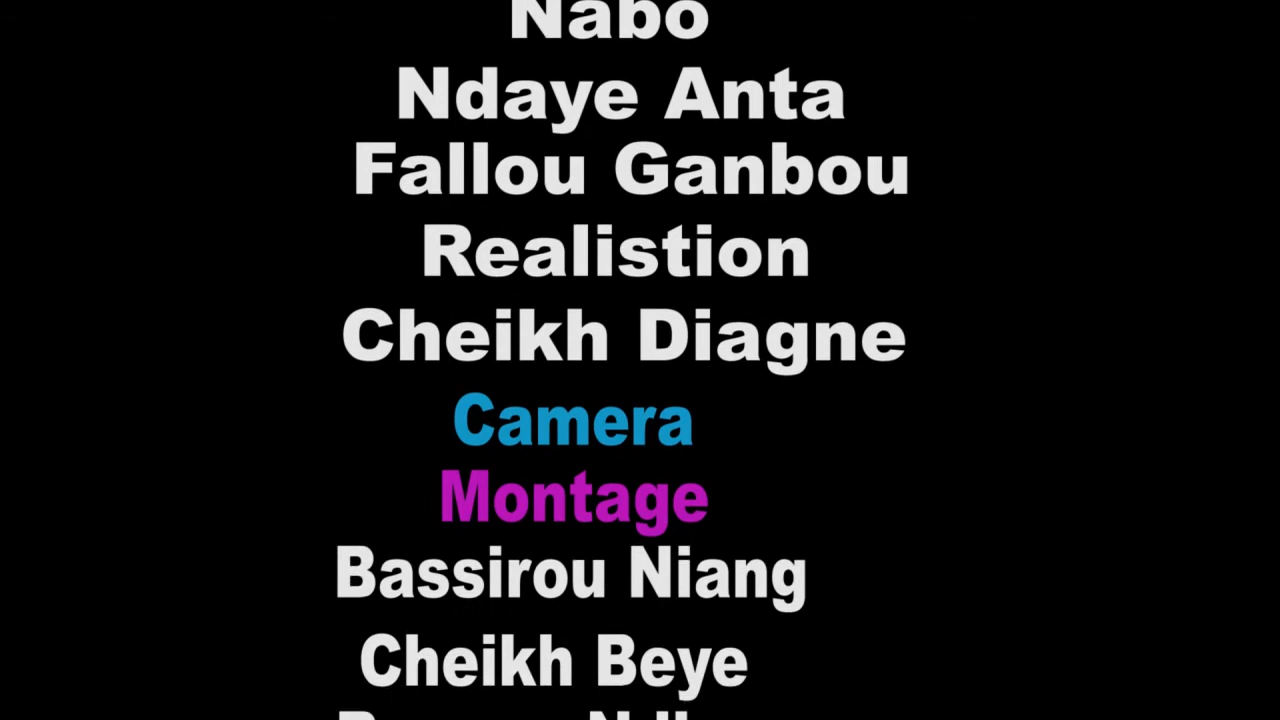 Nabo
Ndaye Anta
Fallou Ganbou
Realistion
Cheikh Diagne
Camera
Montage
Bassirou Niang
Cheikh Beye